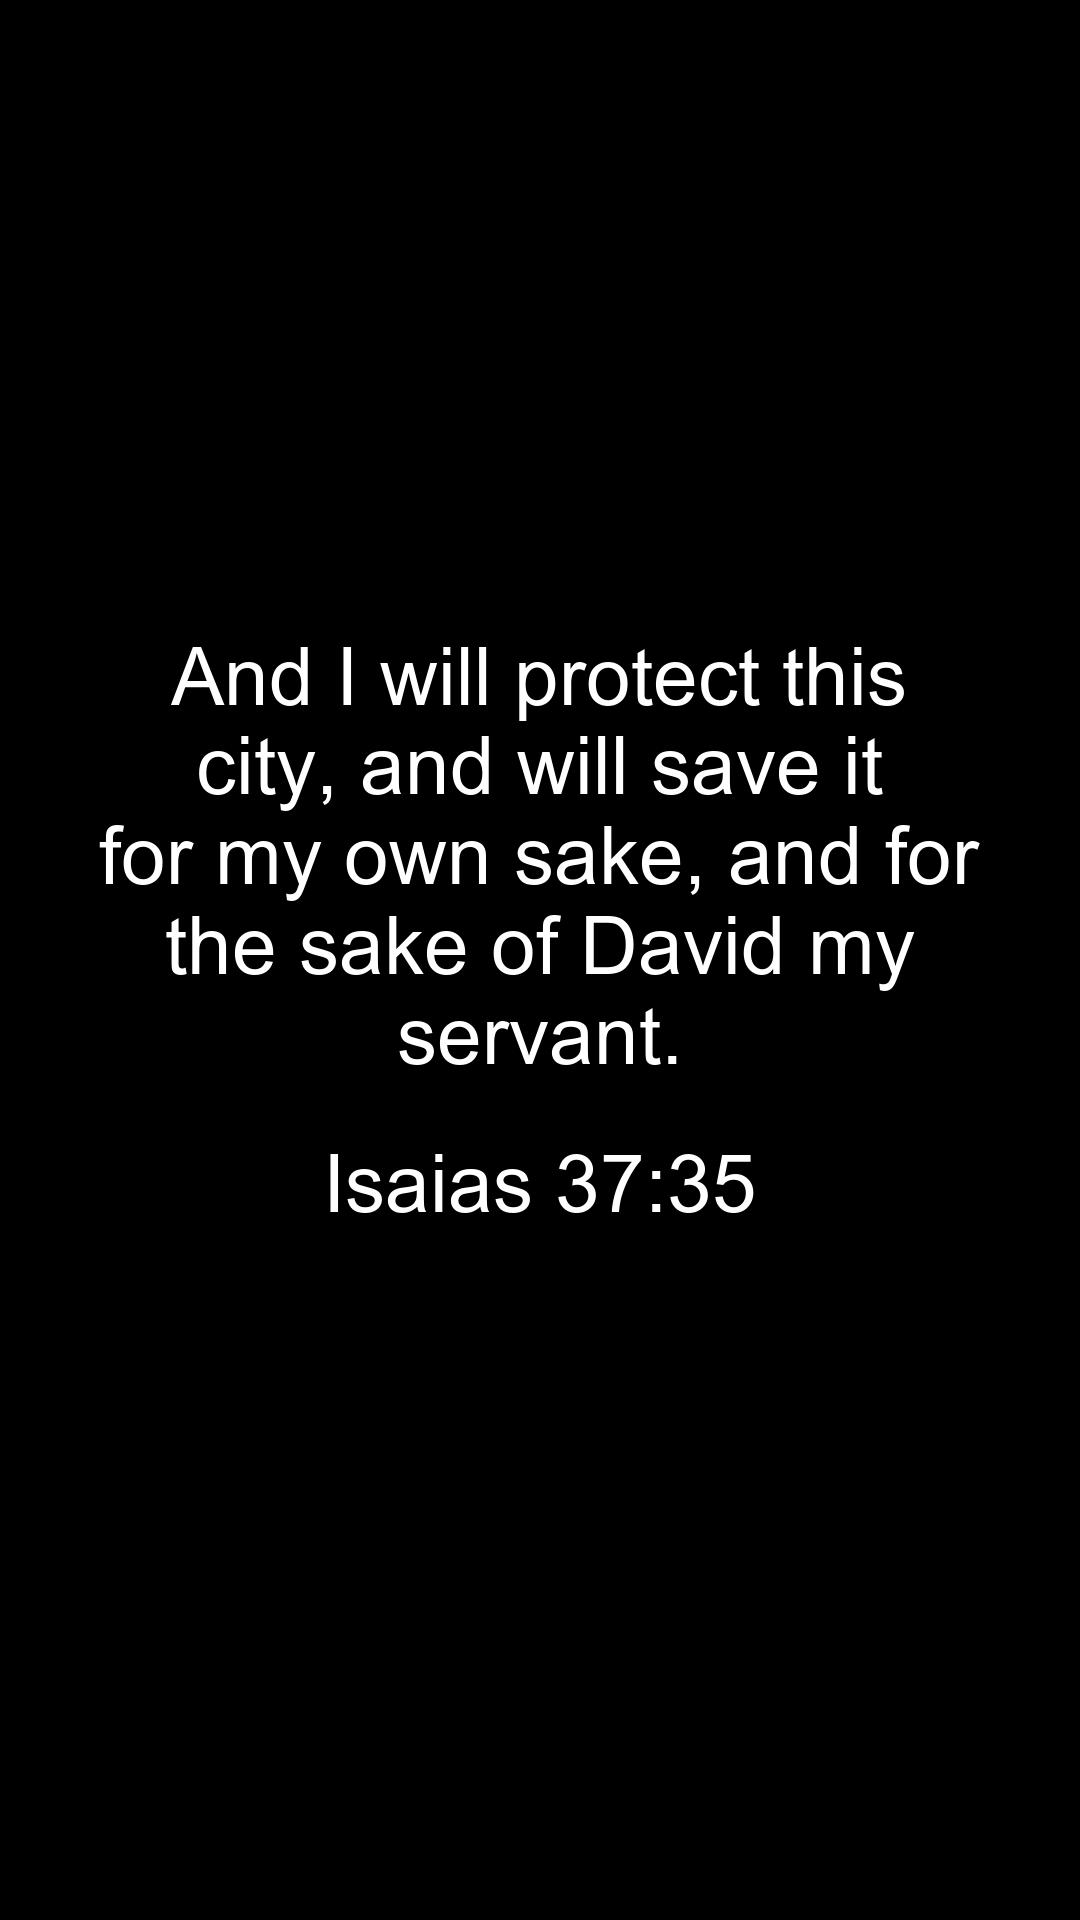 And I will protect this
city, and will save it
for my own sake, and for
the sake of David my
servant.
Isaias 37:35